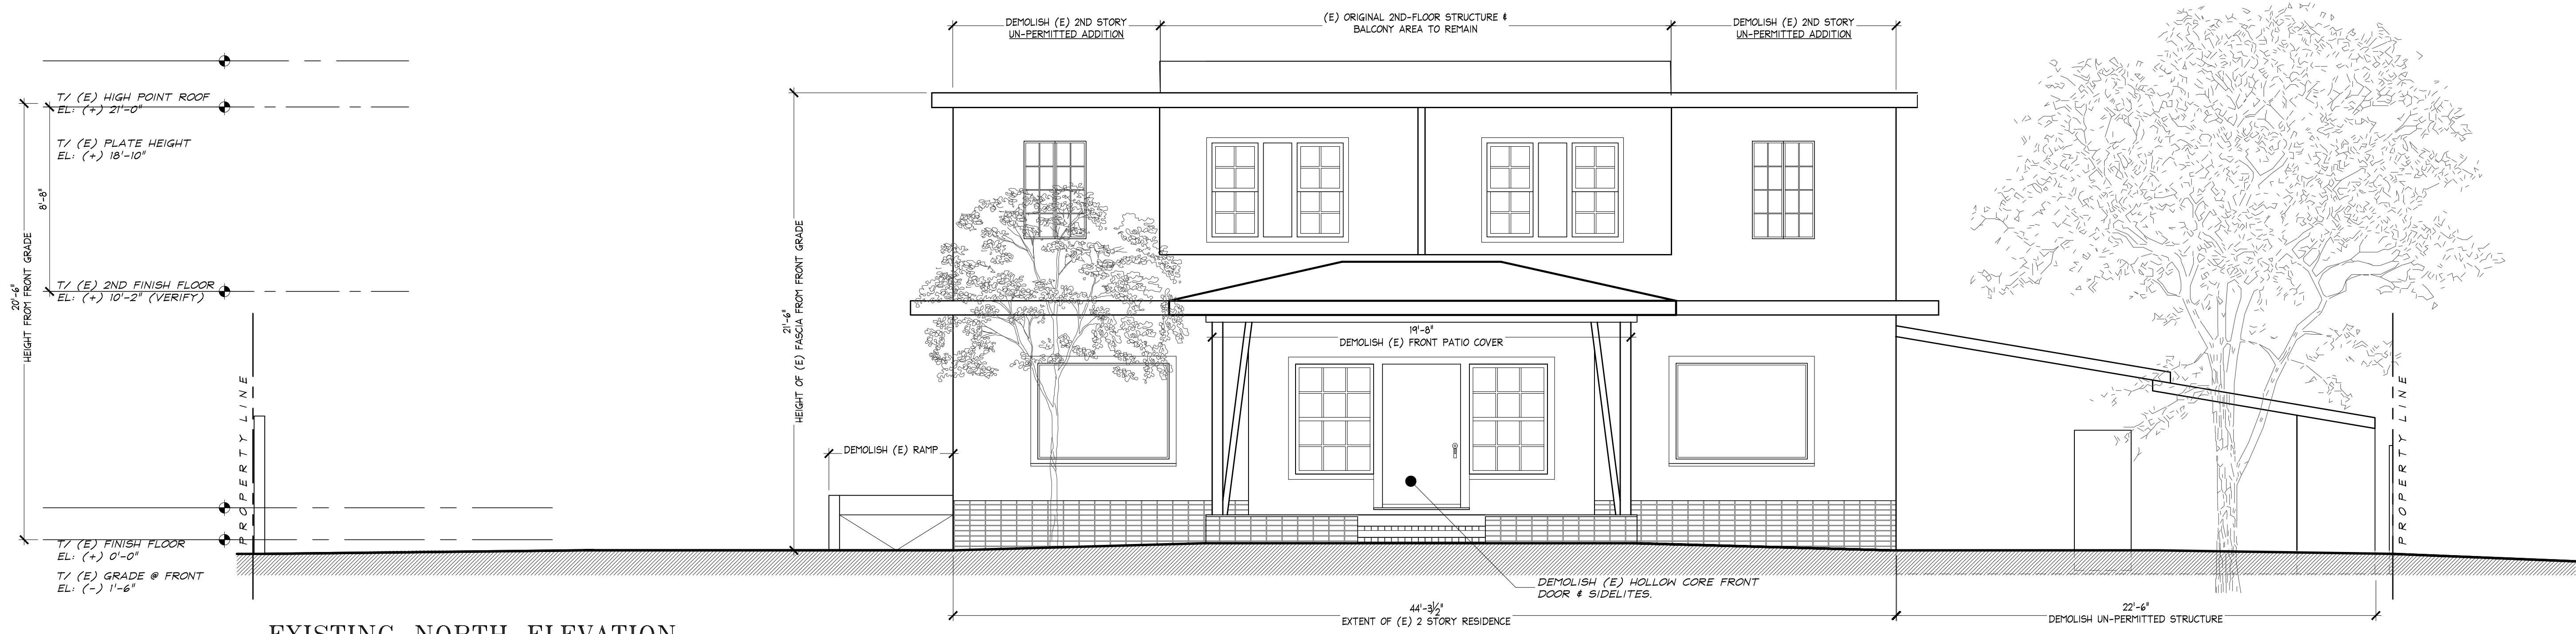 DEMOLISH (E) 2ND STORY
UN-PERMITTED ADDITION
(E) ORIGINAL 2ND-FLOOR STRUCTURE &
BALCONY AREA TO REMAIN
DEMOLISH (E) 2ND STORY
UN-PERMITTED ADDITION
T/ (E) HIGH POINT ROOF
EL: (+) 21'-0"
T/ (E) PLATE HEIGHT
EL: (+) 18'-10"
8'-8"
20'-6"
HEIGHT FROM FRONT GRADE
T/ (E) 2ND FINISH FLOOR
EL: (+) 10'-2" (VERIFY)
21'-6"
HEIGHT OF (E) FASCIA FROM FRONT GRADE
19'-8"
DEMOLISH (E) FRONT PATIO COVER
PROPERTY LINE
PROPERTY LINE
DEMOLISH (E) RAMP
T/ (E) FINISH FLOOR
EL: (+) 0'-0"
T/ (E) GRADE @ FRONT
EL: (-) 1'-6"
DEMOLISH (E) HOLLOW CORE FRONT
DOOR & SIDELITES.
44'-3½"
EXTENT OF (E) 2 STORY RESIDENCE
22'-6"
DEMOLISH UN-PERMITTED STRUCTURE
EXISTING NORTH ELEVATION